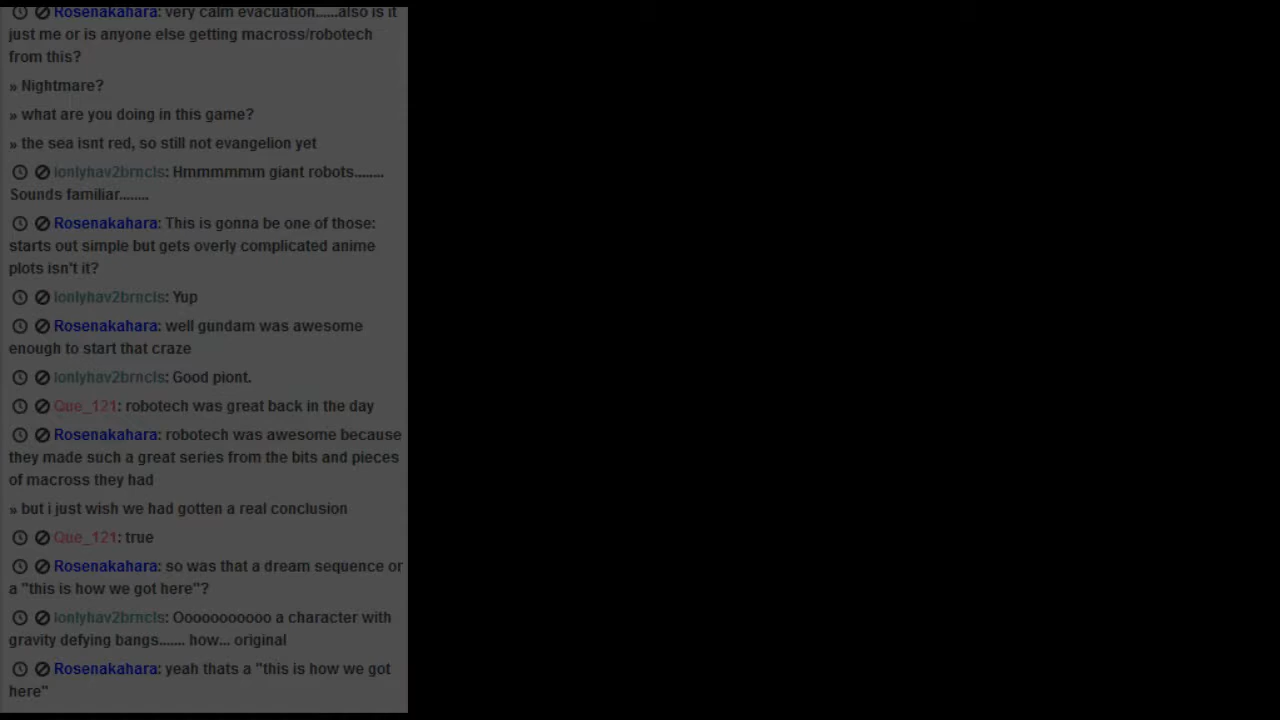 Rosenakahara: very calm evacuation......also is it
just me or is anyone else getting macross/robotech
from this?
» Nightmare?
» what are you doing in this game?
» the sea isnt red, so still not evangelion yet
Ionlyhav2brncls: Hmmmmmm giant robots........
Sounds familiar........
Rosenakahara: This is gonna be one of those:
starts out simple but gets overly complicated anime
plots isn't it?
Ionlyhav2brncls: Yup
Rosenakahara: well gundam was awesome
enough to start that craze
Ionlyhav2brncls: Good piont.
Que_121: robotech was great back in the day
Rosenakahara: robotech was awesome because
they made such a great series from the bits and pieces
of macross they had
» but i just wish we had gotten a real conclusion
Que_121: true
Rosenakahara: so was that a dream sequence or
a "this is how we got here"?
Ionlyhav2brncls: Oooooooooo a character with
gravity defying bangs....... how... original
Rosenakahara: yeah thats a "this is how we got
here"